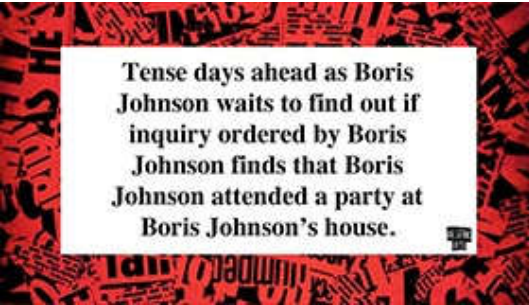 Tense days ahead as Boris
Johnson waits to find out if
inquiry ordered by Boris
Johnson finds that Boris
Johnson attended a party at
Boris Johnson's house.